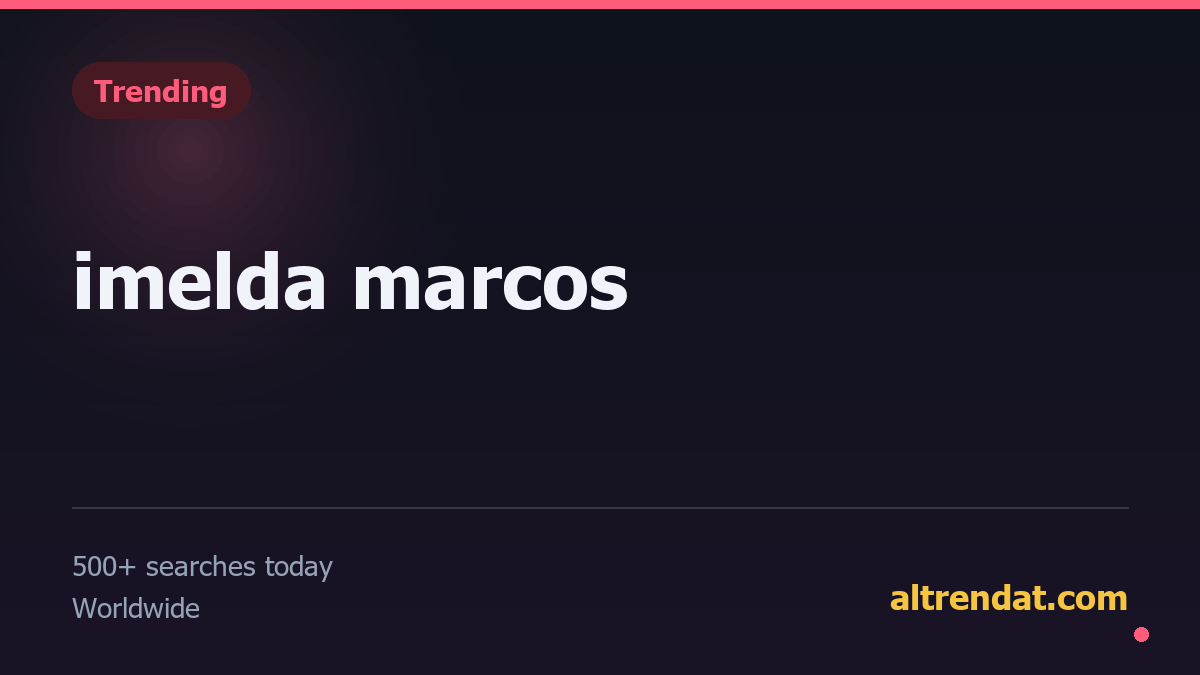 Trending
imelda marcos
500+ searches today
Worldwide
altrendat.com